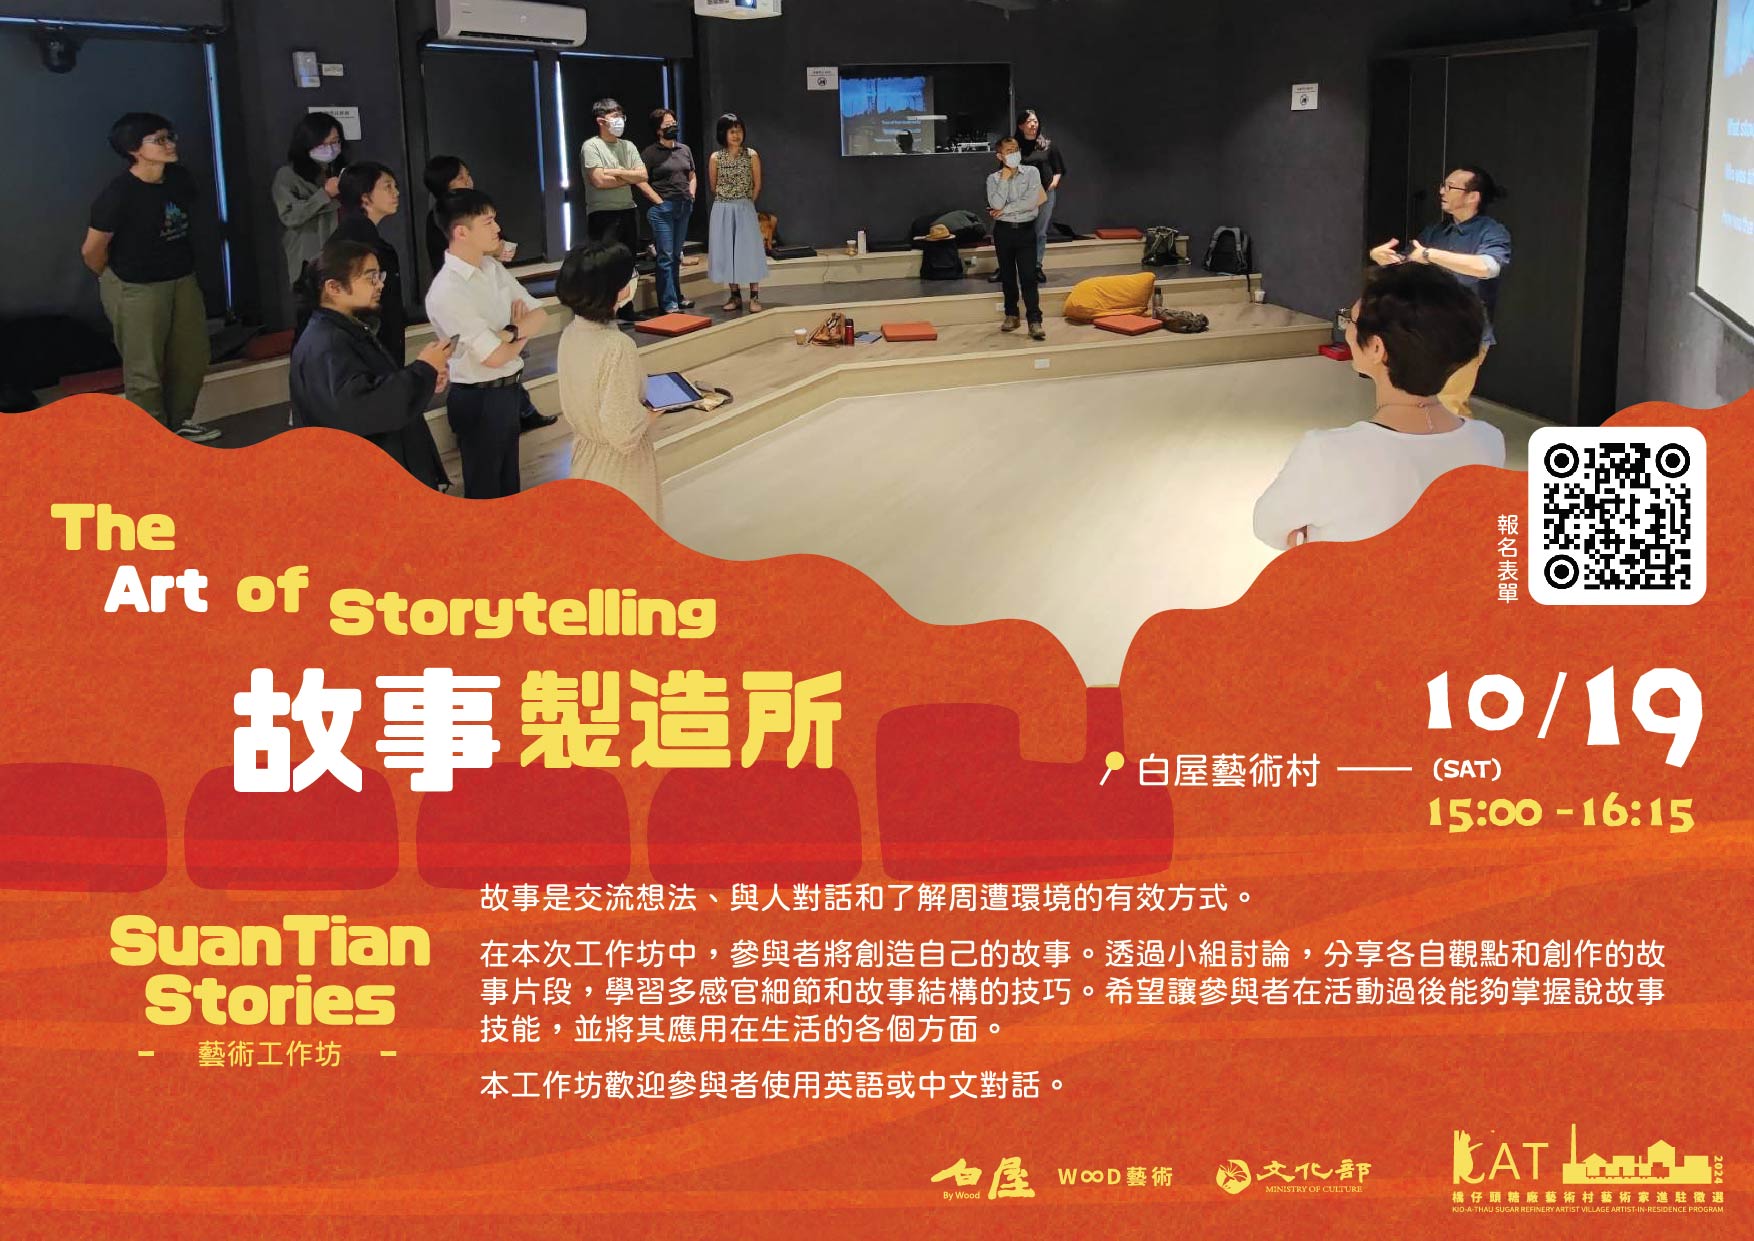 The
Art of Storytelling
故事製造所
報名表單
10/19
白屋藝術村
(SAT)
15:00 - 16:15
SuanTian
Stories
- 藝術工作坊 -
故事是交流想法、與人對話和了解周遭環境的有效方式。
在本次工作坊中，參與者將創造自己的故事。透過小組討論，分享各自觀點和創作的故
事片段，學習多感官細節和故事結構的技巧。希望讓參與者在活動過後能夠掌握說故事
技能，並將其應用在生活的各個方面。
本工作坊歡迎參與者使用英語或中文對話。
白屋
By Wood
W∞D藝術
文化部
MINISTRY OF CULTURE
KAT
2024
橋仔頭糖廠藝術村藝術家進駐徵選
KIO-A-THAU SUGAR REFINERY ARTIST VILLAGE ARTIST-IN-RESIDENCE PROGRAM